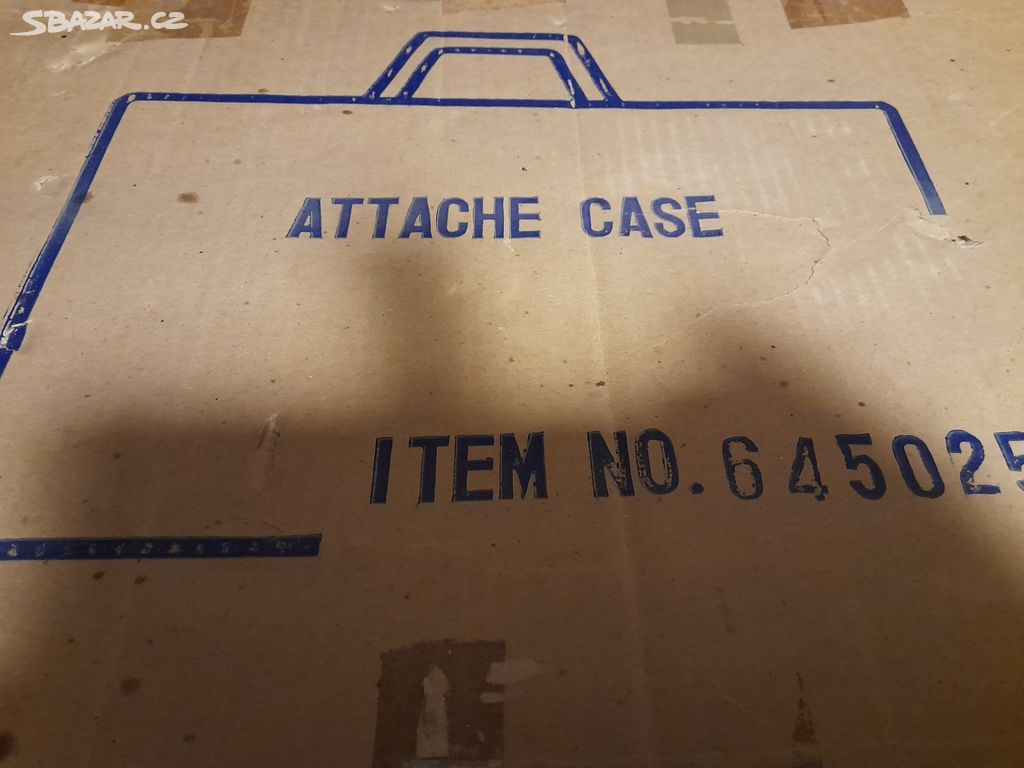 SBAZAR.CZ
ATTACHE CASE
ITEM NO. 645025